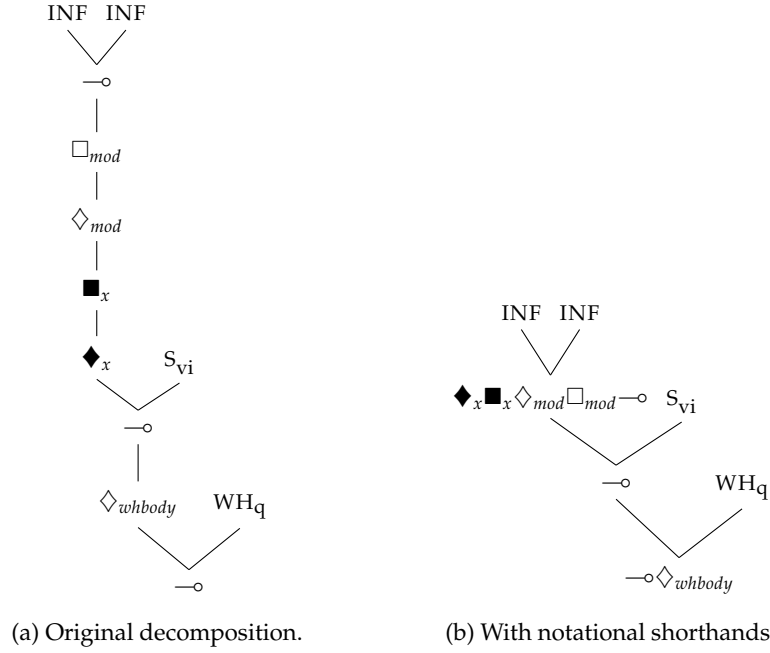 INF INF
⊸
□mod
◇mod
■x
◆x Svi
⊸
◇whbody WHq
⊸
(a) Original decomposition.
INF INF
◆x■x◇mod□mod⊸ Svi
⊸ WHq
⊸◇whbody
(b) With notational shorthands